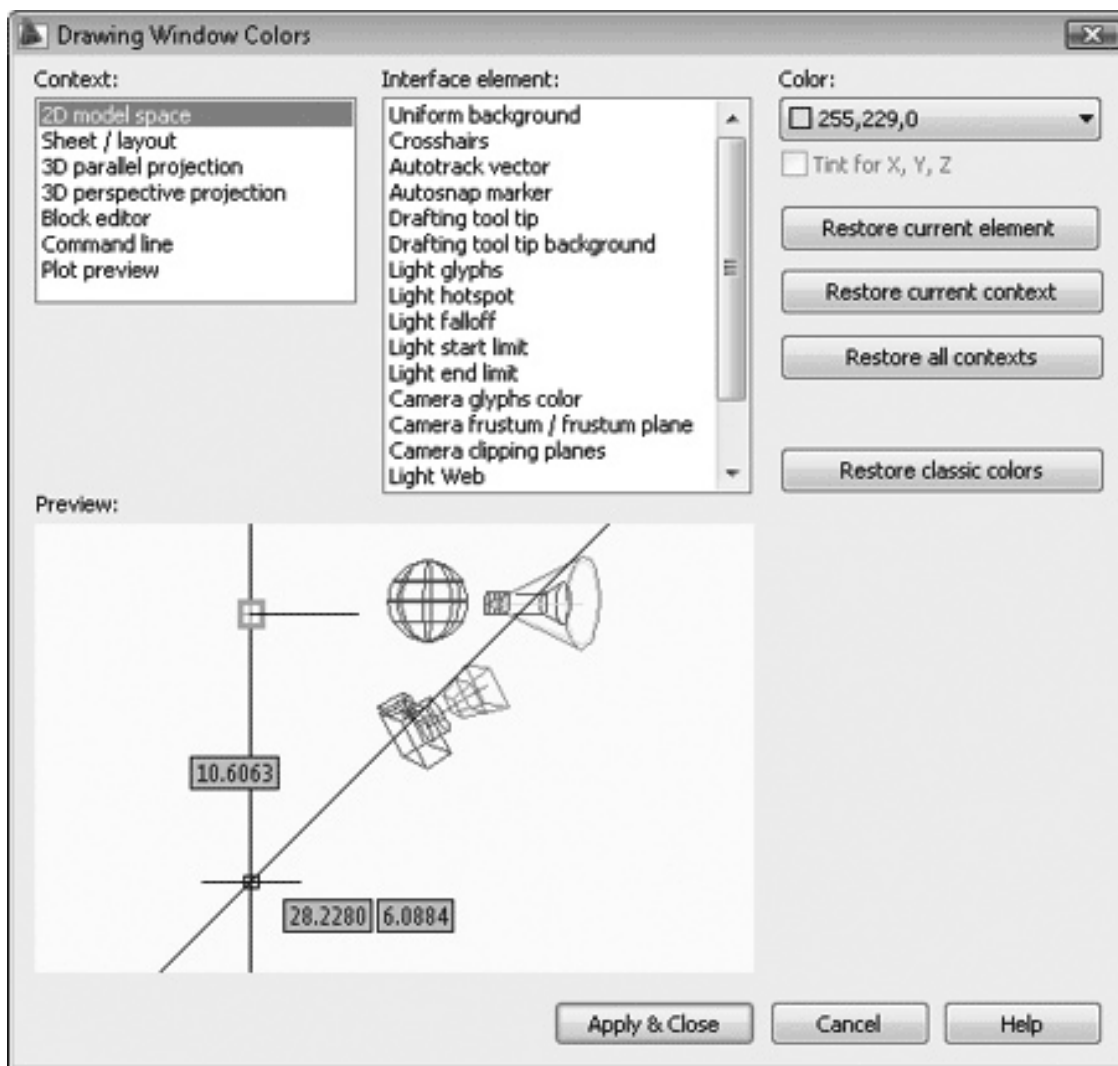 Drawing Window Colors
Context:
2D model space
Sheet / layout
3D parallel projection
3D perspective projection
Block editor
Command line
Plot preview
Interface element:
Uniform background
Crosshairs
Autotrack vector
Autosnap marker
Drafting tool tip
Drafting tool tip background
Light glyphs
Light hotspot
Light falloff
Light start limit
Light end limit
Camera glyphs color
Camera frustum / frustum plane
Camera clipping planes
Light Web
Color:
255,229,0
Tint for X, Y, Z
Restore current element
Restore current context
Restore all contexts
Restore classic colors
Preview:
10.6063
28.2280 6.0884
Apply & Close Cancel Help